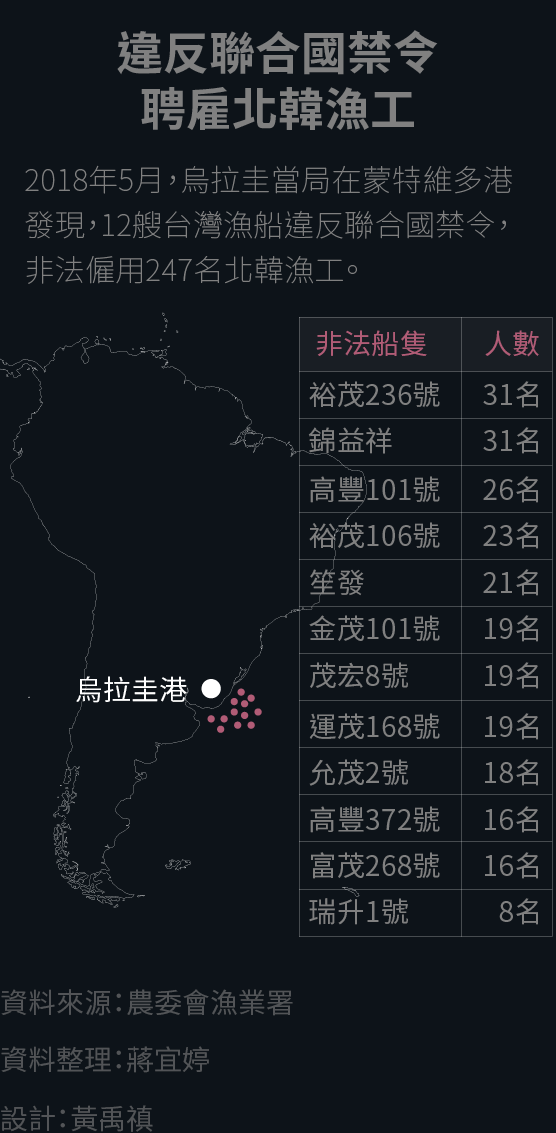 違反聯合國禁令
聘雇北韓漁工
2018年5月，烏拉圭當局在蒙特維多港
發現，12艘台灣漁船違反聯合國禁令，
非法僱用247名北韓漁工。
非法船隻 人數
裕茂236號 31名
錦益祥 31名
高豐101號 26名
裕茂106號 23名
笙發 21名
金茂101號 19名
茂宏8號 19名
運茂168號 19名
允茂2號 18名
高豐372號 16名
富茂268號 16名
瑞升1號 8名
烏拉圭港
資料來源：農委會漁業署
資料整理：蔣宜婷
設計：黃禹禛